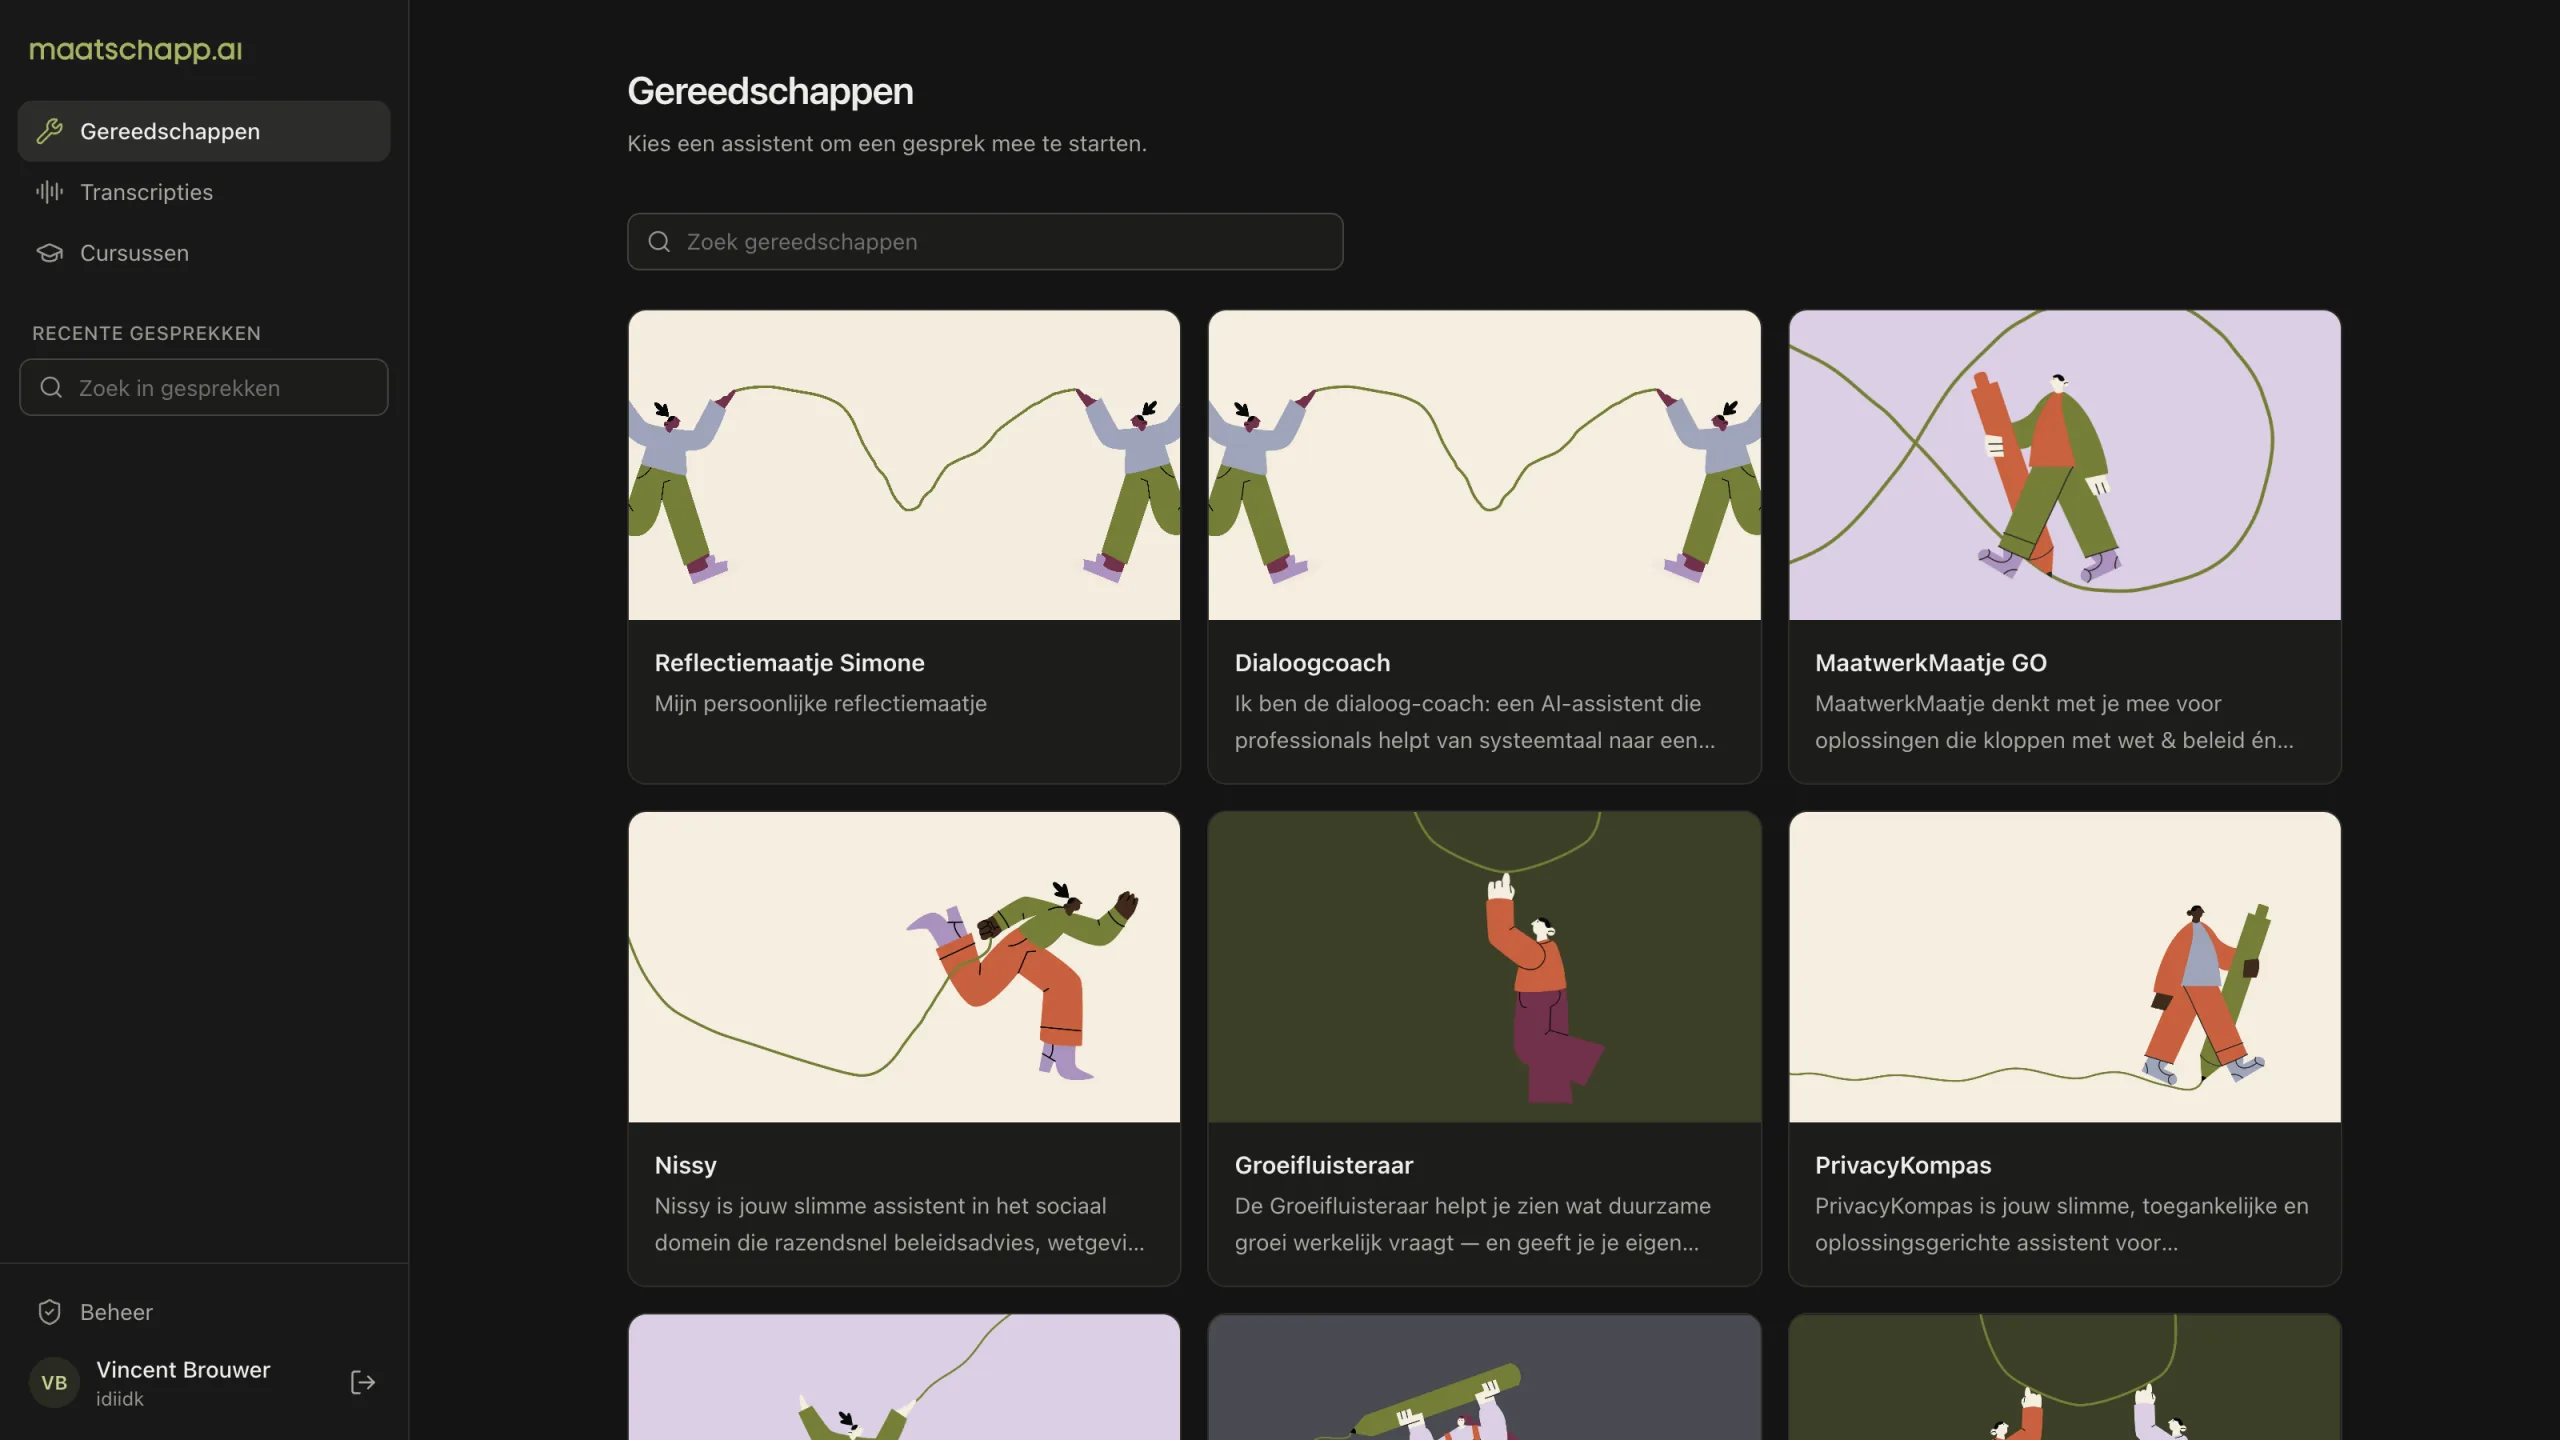 maatschapp.ai
Gereedschappen
Transcripties
Cursussen
RECENTE GESPREKKEN
Zoek in gesprekken
Beheer
VB
Vincent Brouwer
idiidk
Gereedschappen
Kies een assistent om een gesprek mee te starten.
Zoek gereedschappen
Reflectiemaatje Simone
Mijn persoonlijke reflectiemaatje
Dialoogcoach
Ik ben de dialoog-coach: een AI-assistent die
professionals helpt van systeemtaal naar een...
MaatwerkMaatje GO
MaatwerkMaatje denkt met je mee voor
oplossingen die kloppen met wet & beleid én...
Nissy
Nissy is jouw slimme assistent in het sociaal
domein die razendsnel beleidsadvies, wetgevi...
Groeifluisteraar
De Groeifluisteraar helpt je zien wat duurzame
groei werkelijk vraagt — en geeft je je eigen...
PrivacyKompas
PrivacyKompas is jouw slimme, toegankelijke en
oplossingsgerichte assistent voor...